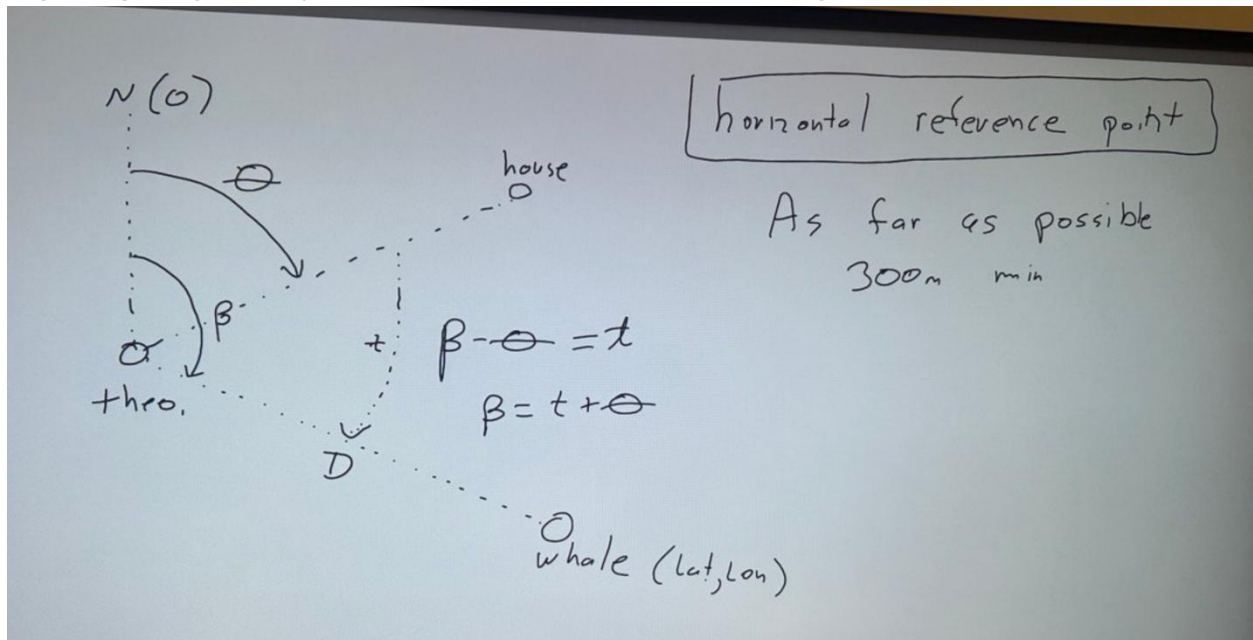 N (0)
horizontal reference point
θ
house
As far as possible
300m min
β
t
β - θ = t
theo.
β = t + θ
D
whale (Lat, Lon)